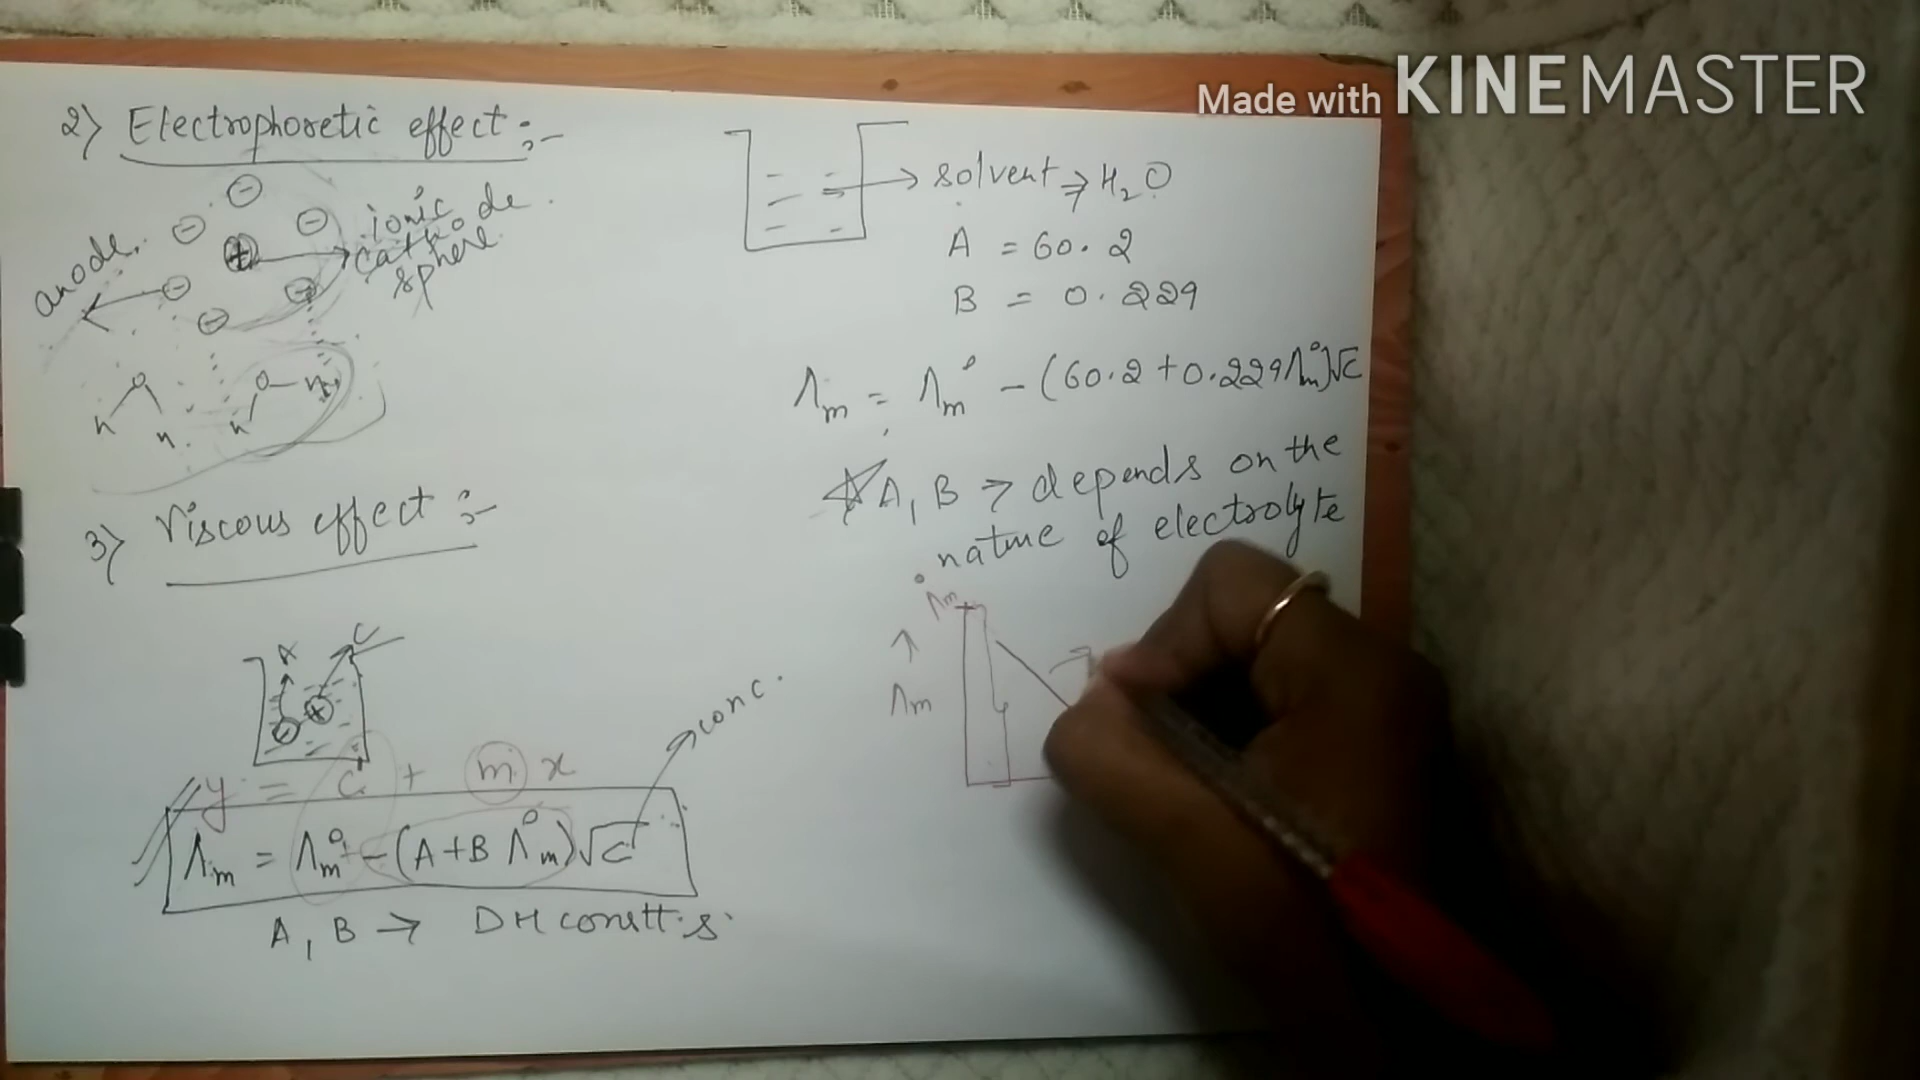 Made with KINEMASTER
2) Electrophoretic effect :-
anode.
ionic
cathode.
sphere
3) Viscous effect :-
A
C
y = c + m x
Λm = Λm° - (A+B Λm°)√c
conc.
A, B → DH constts.
solvent → H₂O
A = 60.2
B = 0.229
Λm = Λm° - (60.2 + 0.229Λm°)√c
☆ A, B → depends on the
nature of electrolyte
Λm°
Λm